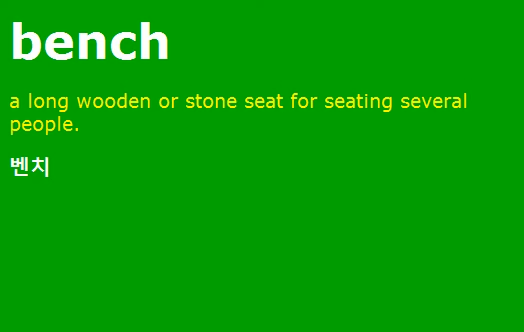 bench
a long wooden or stone seat for seating several
people.
벤치